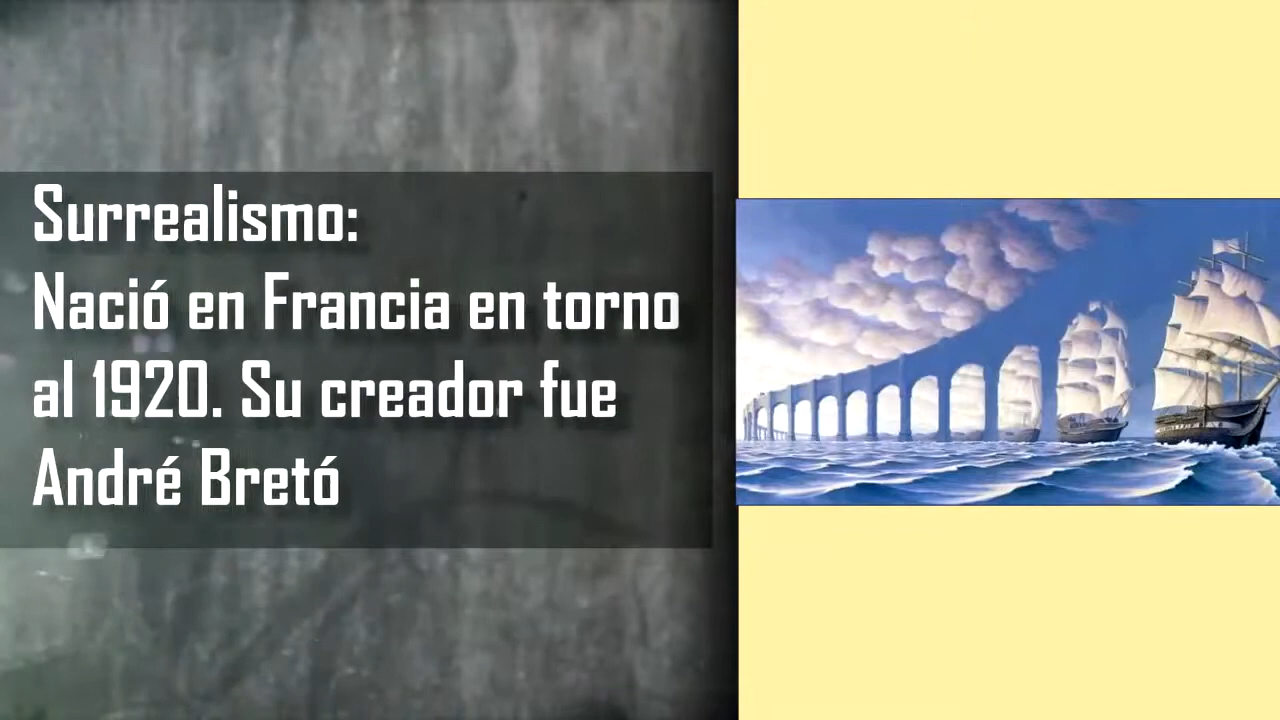 Surrealismo:
Nació en Francia en torno
al 1920. Su creador fue
André Bretó